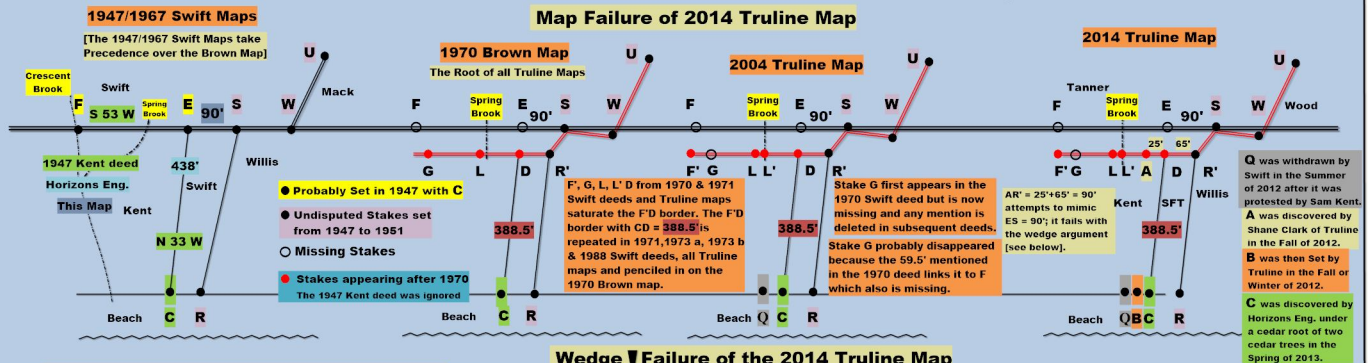 Map Failure of 2014 Truline Map
1947/1967 Swift Maps
[The 1947/1967 Swift Maps take
Precedence over the Brown Map]
Crescent
Brook
F
Swift
S 53 W
Spring
Brook
E
90'
S
W
U
Mack
1947 Kent deed
Horizons Eng.
This Map
Kent
438'
Swift
Willis
N 33 W
Beach
C
R
Probably Set in 1947 with C
Undisputed Stakes set
from 1947 to 1951
Missing Stakes
Stakes appearing after 1970
The 1947 Kent deed was ignored
1970 Brown Map
The Root of all Truline Maps
F
Spring
Brook
E
90'
S
W
U
G
L
D
R'
388.5'
Beach
C
R
F', G, L, L' D from 1970 & 1971
Swift deeds and Truline maps
saturate the F'D border. The F'D
border with CD = 388.5' is
repeated in 1971,1973 a, 1973 b
& 1988 Swift deeds, all Truline
maps and penciled in on the
1970 Brown map.
2004 Truline Map
F
Spring
Brook
E
90'
S
W
U
F'
G
L
L'
D
R'
388.5'
Beach
Q
C
R
Stake G first appears in the
1970 Swift deed but is now
missing and any mention is
deleted in subsequent deeds.
Stake G probably disappeared
because the 59.5' mentioned
in the 1970 deed links it to F
which also is missing.
2014 Truline Map
F
Tanner
Spring
Brook
E
90'
S
W
U
Wood
25'
65'
F'
G
L
L'
A
D
R'
Willis
Kent
SFT
388.5'
AR' = 25'+65' = 90'
attempts to mimic
ES = 90'; it fails with
the wedge argument
[see below].
Beach
Q
B
C
R
Q was withdrawn by
Swift in the Summer
of 2012 after it was
protested by Sam Kent.
A was discovered by
Shane Clark of Truline
in the Fall of 2012.
B was then Set by
Truline in the Fall or
Winter of 2012.
C was discovered by
Horizons Eng. under
a cedar root of two
cedar trees in the
Spring of 2013.
Wedge Failure of the 2014 Truline Map